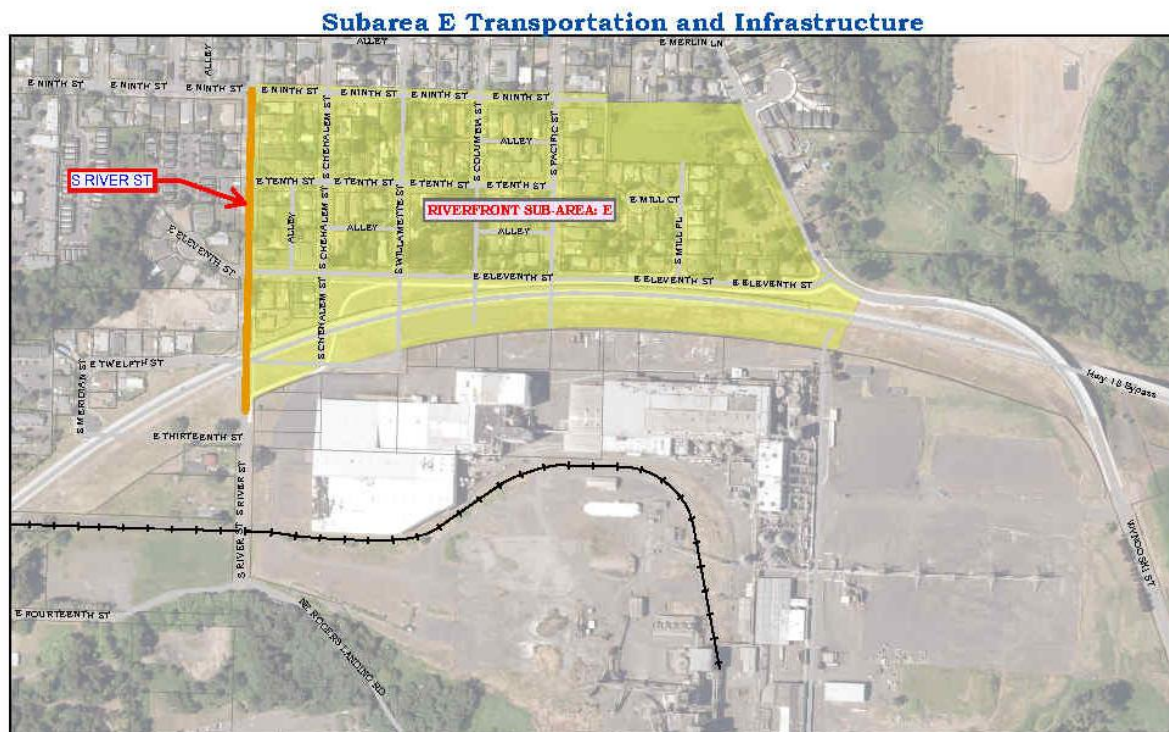 Subarea E Transportation and Infrastructure
ALLEY
ALLEY
E MERLIN LN
E NINTH ST
E NINTH ST
E NINTH ST
E NINTH ST
E NINTH ST
E NINTH ST
S CHEHALEM ST
S COLUMBIA ST
S PACIFIC ST
ALLEY
S RIVER ST
E TENTH ST
E TENTH ST
E TENTH ST
E TENTH ST
RIVERFRONT SUB-AREA: E
E MILL CT
S MILL PL
ALLEY
S CHEHALEM ST
ALLEY
S WILLAMETTE ST
ALLEY
E ELEVENTH ST
E ELEVENTH ST
E ELEVENTH ST
E ELEVENTH ST
S CHEHALEM ST
E TWELFTH ST
S MERIDIAN ST
Hwy 18 Bypass
E THIRTEENTH ST
S RIVER ST
S RIVER ST
WYNOOSKI ST
E FOURTEENTH ST
NE ROGERS LANDING RD